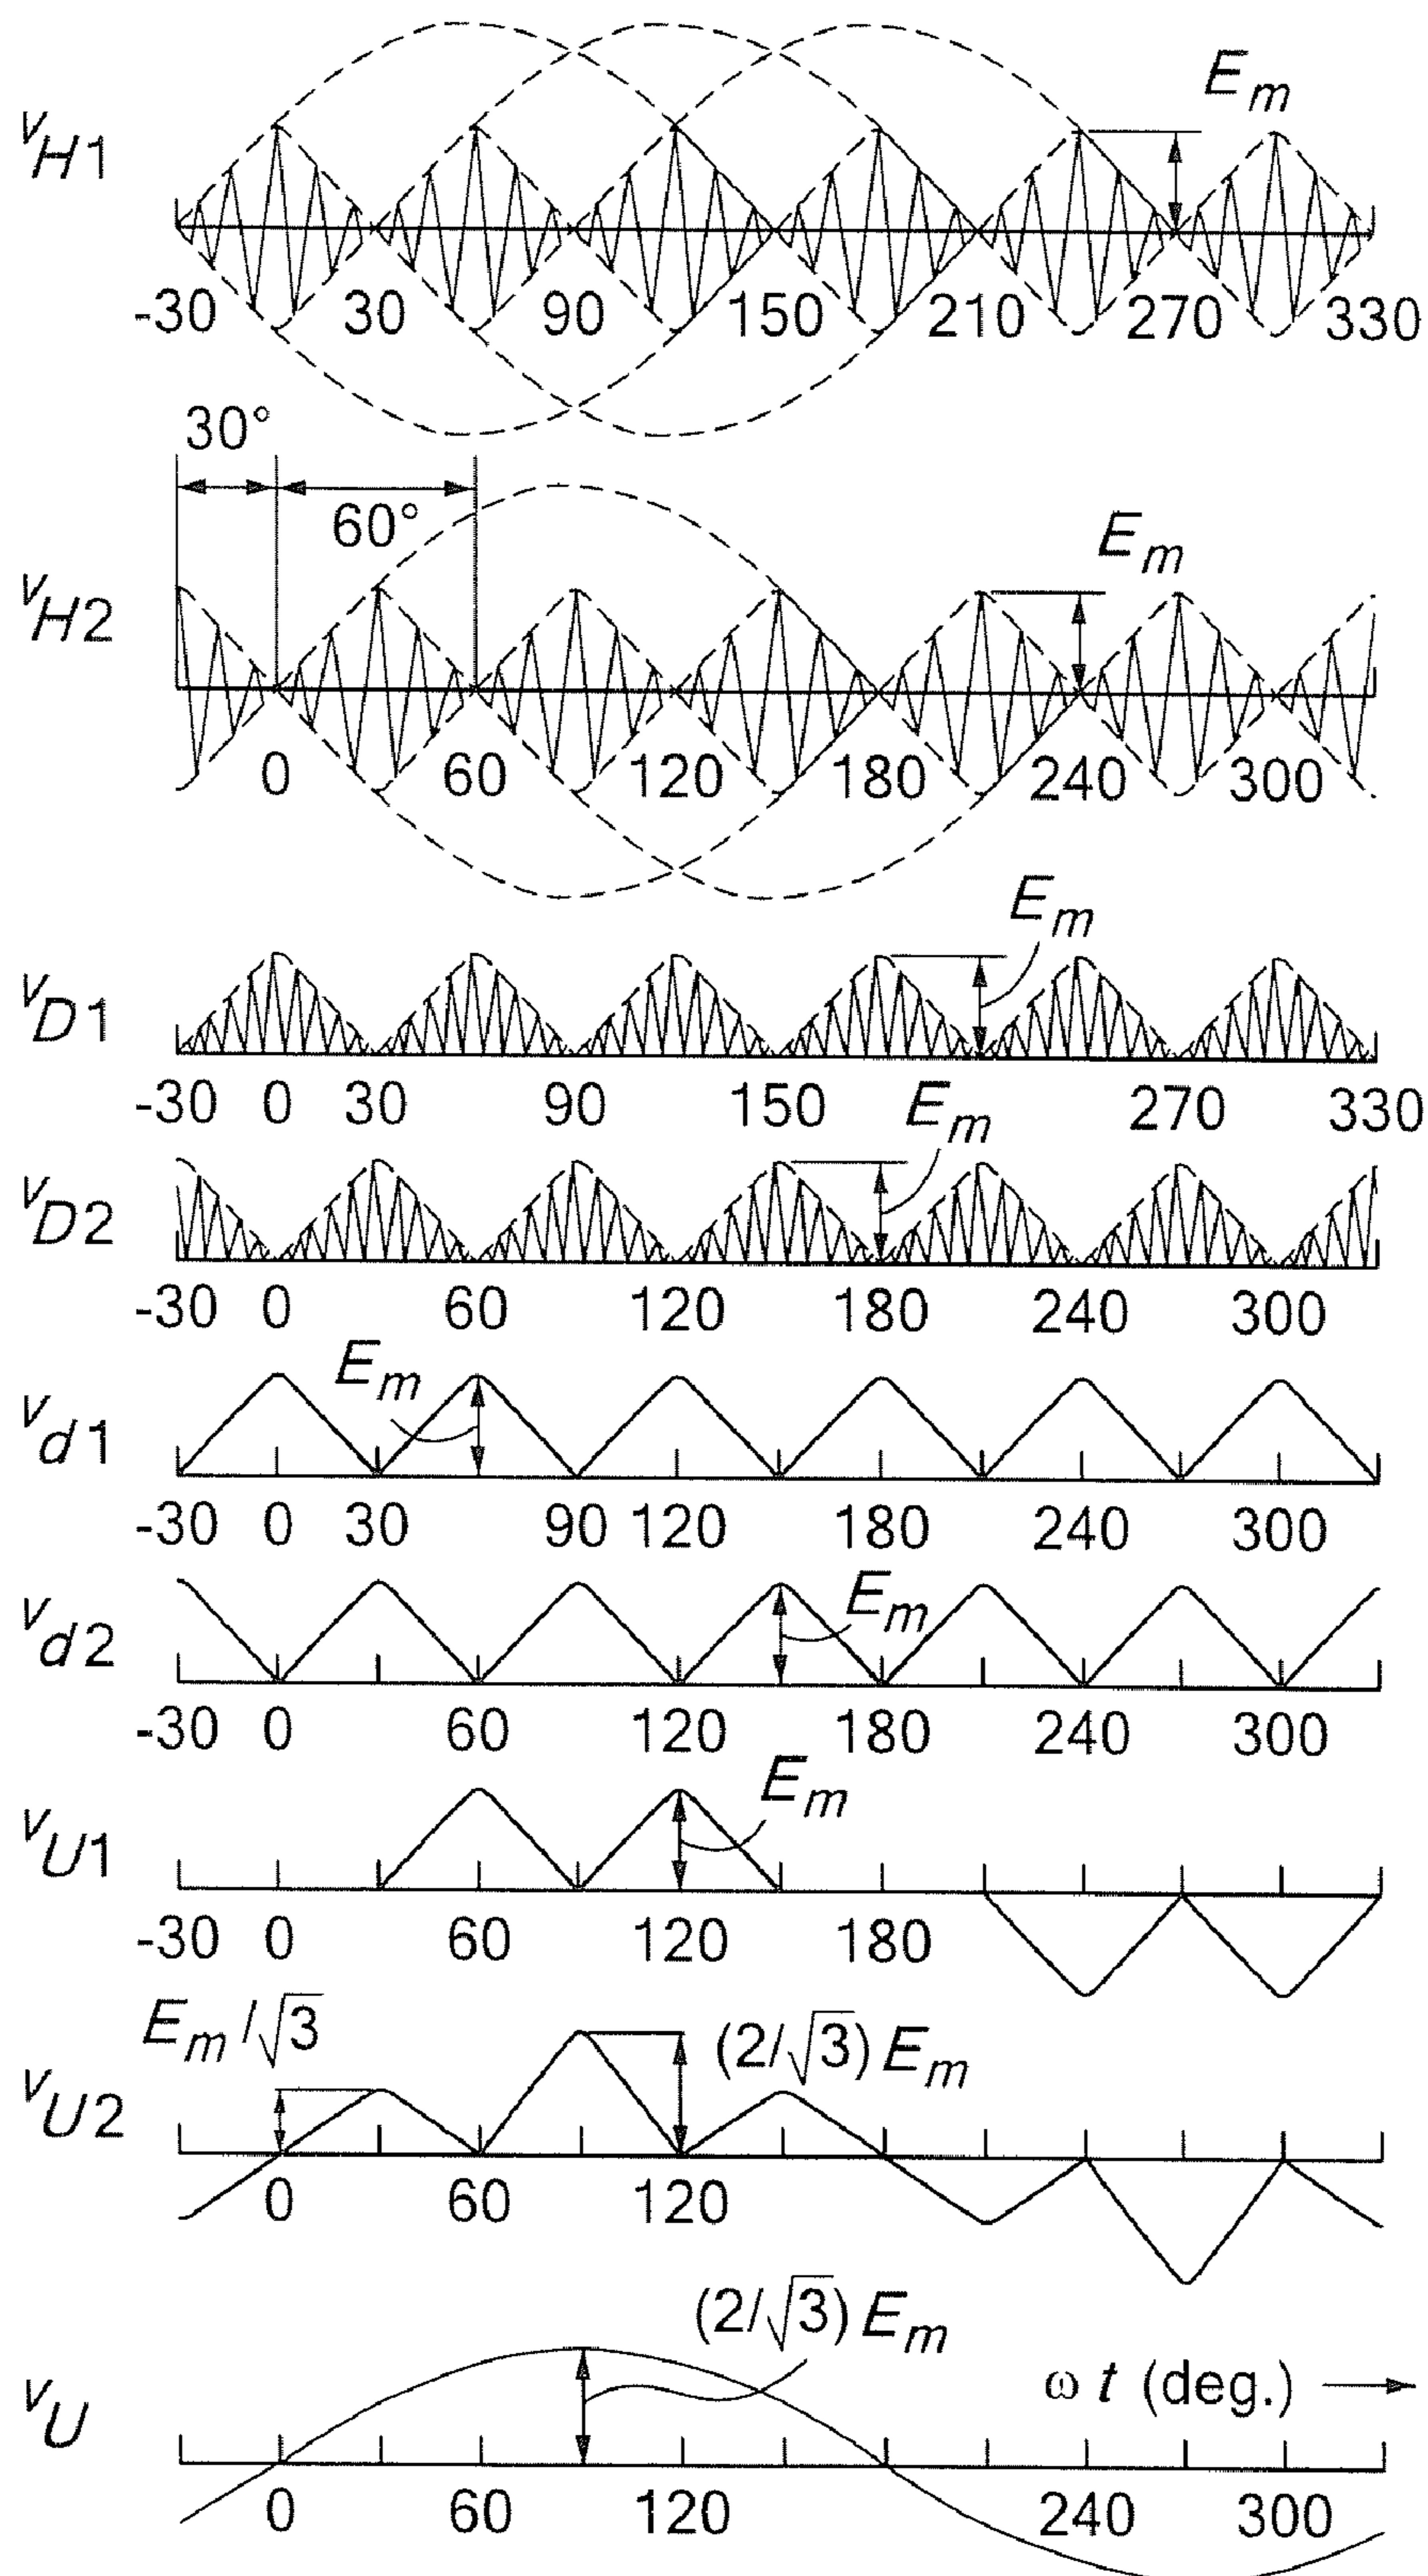 E_m
v_H1
-30 30 90 150 210 270 330
30° 60°
E_m
v_H2
0 60 120 180 240 300
E_m
v_D1
-30 0 30 90 150 270 330
E_m
v_D2
-30 0 60 120 180 240 300
E_m
v_d1
-30 0 30 90 120 180 240 300
E_m
v_d2
-30 0 60 120 180 240 300
E_m
v_U1
-30 0 60 120 180
E_m/√3 (2/√3)E_m
v_U2
0 60 120
(2/√3)E_m
ωt (deg.)
v_U
0 60 120 240 300